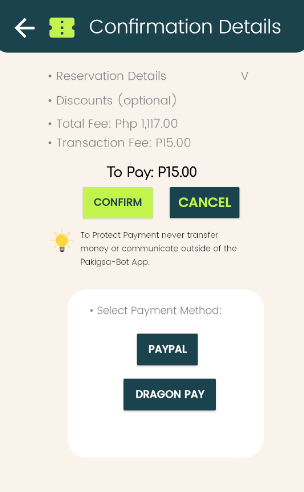 Confirmation Details
• Reservation Details V
• Discounts (optional)
• Total Fee: Php 1,117.00
• Transaction Fee: P15.00
To Pay: P15.00
CONFIRM CANCEL
To Protect Payment never transfer
money or communicate outside of the
Pakigsa-Bot App.
• Select Payment Method:
PAYPAL
DRAGON PAY